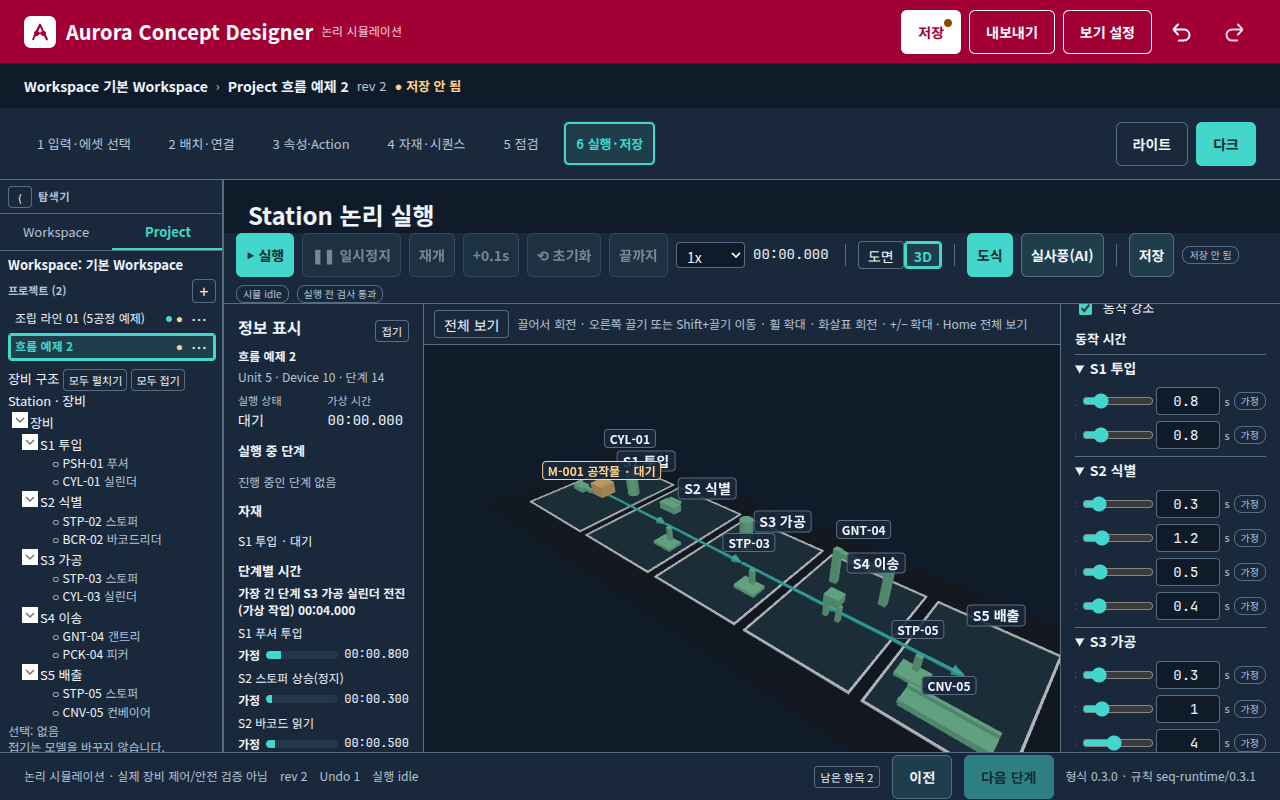 Aurora Concept Designer 논리 시뮬레이션
저장 내보내기 보기 설정
Workspace 기본 Workspace › Project 흐름 예제 2 rev 2 ● 저장 안 됨
1 입력·에셋 선택 2 배치·연결 3 속성·Action 4 자재·시퀀스 5 점검 6 실행·저장
라이트 다크
⟨ 탐색기
Workspace Project
Workspace: 기본 Workspace
프로젝트 (2) +
조립 라인 01 (5공정 예제) ● ● ···
흐름 예제 2 ● ···
장비 구조 모두 펼치기 모두 접기
Station · 장비
장비
S1 투입
○ PSH-01 푸셔
○ CYL-01 실린더
S2 식별
○ STP-02 스토퍼
○ BCR-02 바코드리더
S3 가공
○ STP-03 스토퍼
○ CYL-03 실린더
S4 이송
○ GNT-04 갠트리
○ PCK-04 피커
S5 배출
○ STP-05 스토퍼
○ CNV-05 컨베이어
선택: 없음
접기는 모델을 바꾸지 않습니다.
Station 논리 실행
▶ 실행 ❚❚ 일시정지 재개 +0.1s ⟲ 초기화 끝까지 1x 00:00.000 도면 3D 도식 실사풍(AI) 저장 저장 안 됨
시뮬 idle 실행 전 검사 통과
정보 표시 접기
흐름 예제 2
Unit 5 · Device 10 · 단계 14
실행 상태 가상 시간
대기 00:00.000
실행 중 단계
진행 중인 단계 없음
자재
S1 투입 · 대기
단계별 시간
가장 긴 단계 S3 가공 실린더 전진
(가상 작업) 00:04.000
S1 푸셔 투입
가정 00:00.800
S2 스토퍼 상승(정지)
가정 00:00.300
S2 바코드 읽기
가정 00:00.500
전체 보기 끌어서 회전 · 오른쪽 끌기 또는 Shift+끌기 이동 · 휠 확대 · 화살표 회전 · +/− 확대 · Home 전체 보기
CYL-01
S1 투입
M-001 공작물 · 대기
S2 식별
S3 가공
STP-03
GNT-04
S4 이송
S5 배출
STP-05
CNV-05
동작 강조
동작 시간
▼ S1 투입
0.8 s 가정
0.8 s 가정
▼ S2 식별
0.3 s 가정
1.2 s 가정
0.5 s 가정
0.4 s 가정
▼ S3 가공
0.3 s 가정
1 s 가정
4 s 가정
논리 시뮬레이션 · 실제 장비 제어/안전 검증 아님 rev 2 Undo 1 실행 idle
남은 항목 2 이전 다음 단계 형식 0.3.0 · 규칙 seq-runtime/0.3.1